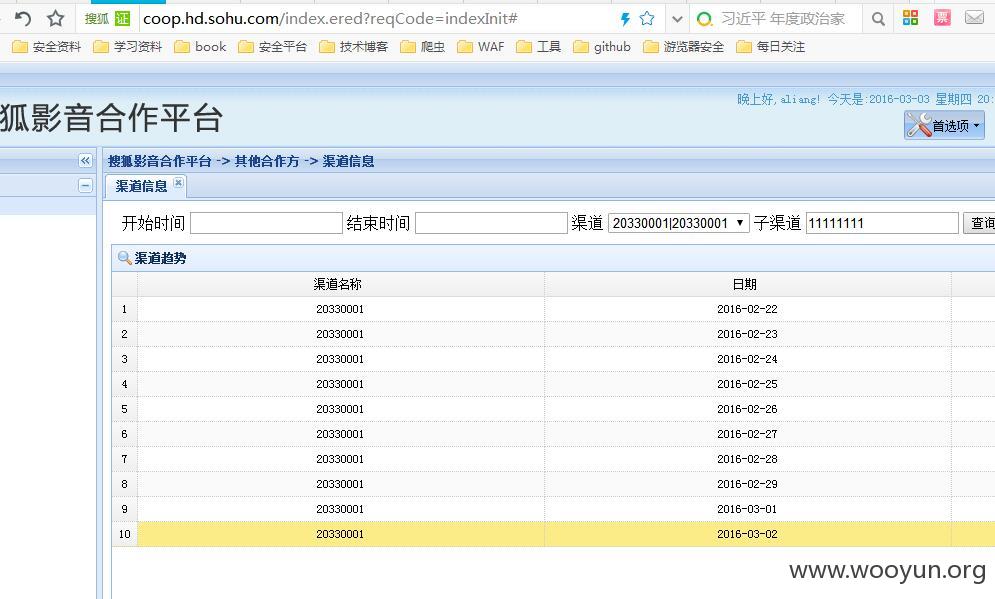 搜狐 证 coop.hd.sohu.com/index.ered?reqCode=indexInit# 习近平 年度政治家 票
安全资料 学习资料 book 安全平台 技术博客 爬虫 WAF 工具 github 游览器安全 每日关注
晚上好,aliang! 今天是:2016-03-03 星期四 20:
狐影音合作平台
首选项
搜狐影音合作平台 -> 其他合作方 -> 渠道信息
渠道信息
开始时间 结束时间 渠道 20330001|20330001 子渠道 11111111 查询
渠道趋势
渠道名称 日期
1 20330001 2016-02-22
2 20330001 2016-02-23
3 20330001 2016-02-24
4 20330001 2016-02-25
5 20330001 2016-02-26
6 20330001 2016-02-27
7 20330001 2016-02-28
8 20330001 2016-02-29
9 20330001 2016-03-01
10 20330001 2016-03-02
www.wooyun.org